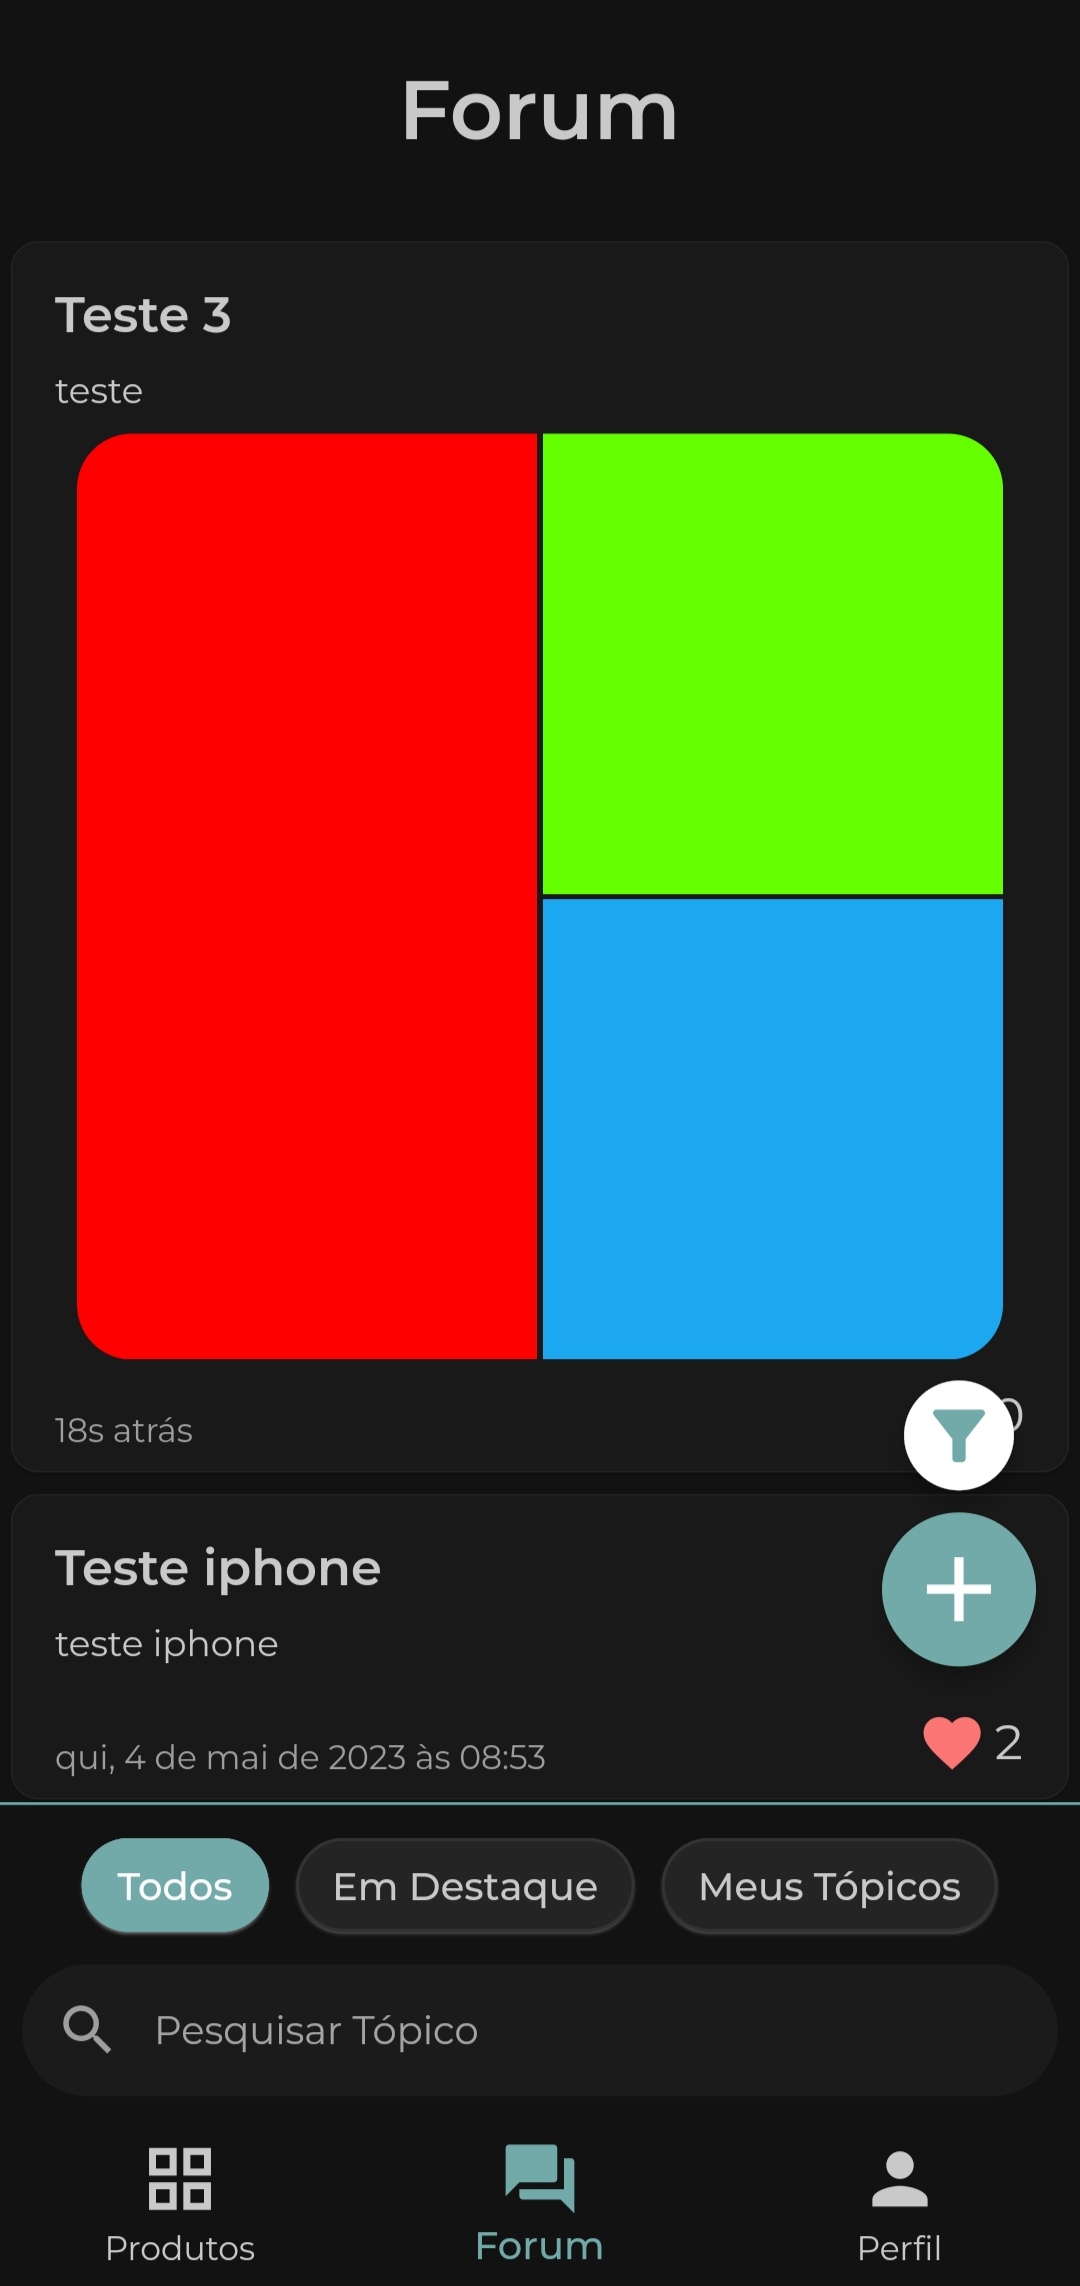 Forum
Teste 3
teste
18s atrás
Teste iphone
teste iphone
qui, 4 de mai de 2023 às 08:53
2
Todos
Em Destaque
Meus Tópicos
Pesquisar Tópico
Produtos
Forum
Perfil